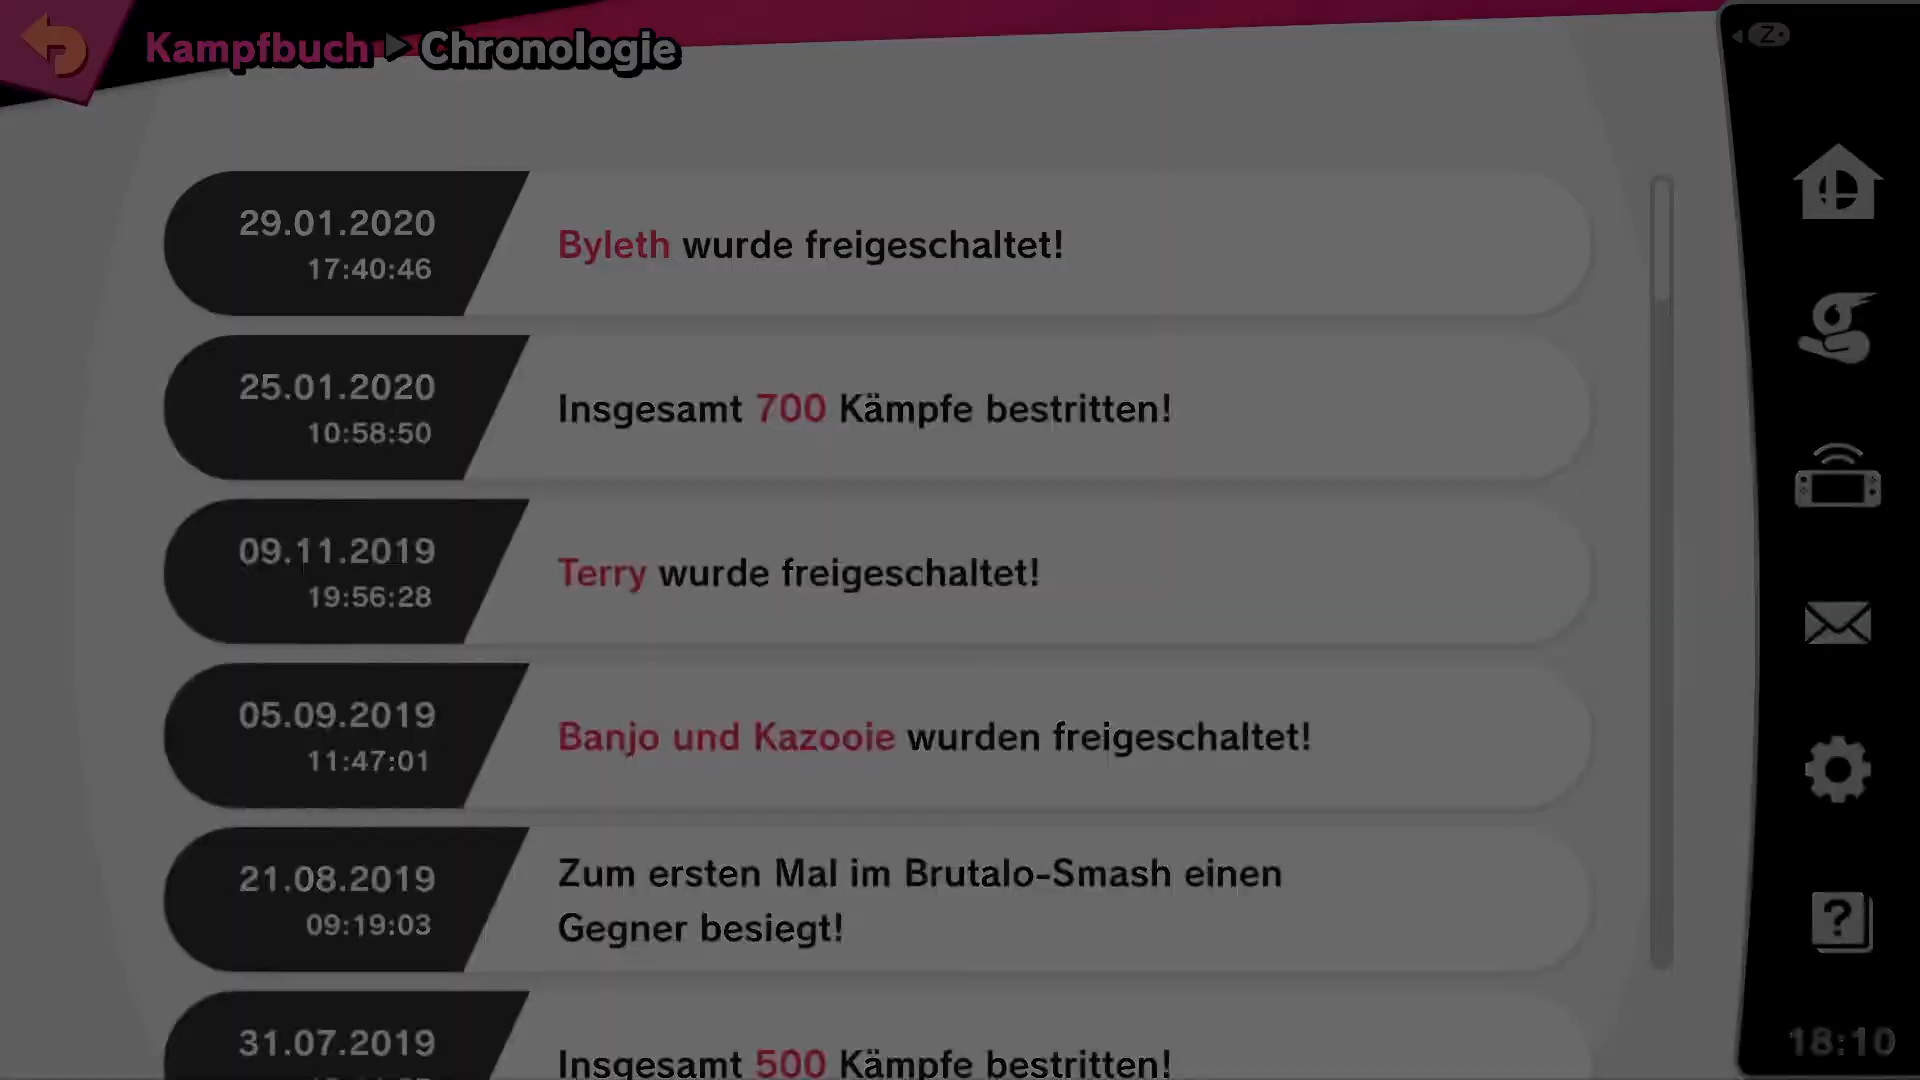 Kampfbuch ▶ Chronologie
Z
29.01.2020
17:40:46
Byleth wurde freigeschaltet!
25.01.2020
10:58:50
Insgesamt 700 Kämpfe bestritten!
09.11.2019
19:56:28
Terry wurde freigeschaltet!
05.09.2019
11:47:01
Banjo und Kazooie wurden freigeschaltet!
21.08.2019
09:19:03
Zum ersten Mal im Brutalo-Smash einen
Gegner besiegt!
31.07.2019
Insgesamt 500 Kämpfe bestritten!
?
18:10